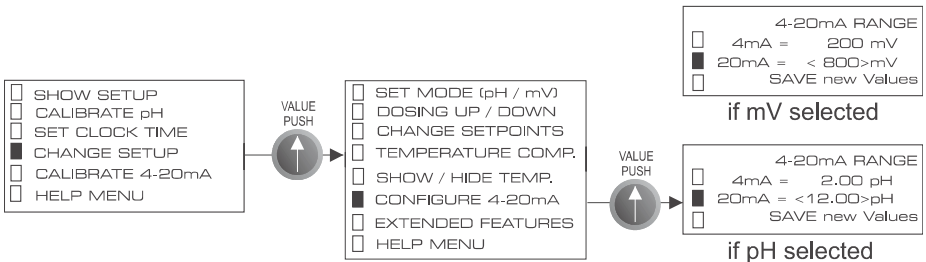 SHOW SETUP
CALIBRATE pH
SET CLOCK TIME
CHANGE SETUP
CALIBRATE 4-20mA
HELP MENU
VALUE
PUSH
SET MODE (pH / mV)
DOSING UP / DOWN
CHANGE SETPOINTS
TEMPERATURE COMP.
SHOW / HIDE TEMP.
CONFIGURE 4-20mA
EXTENDED FEATURES
HELP MENU
VALUE
PUSH
4-20mA RANGE
4mA = 200 mV
20mA = < 800>mV
SAVE new Values
if mV selected
4-20mA RANGE
4mA = 2.00 pH
20mA = <12.00>pH
SAVE new Values
if pH selected